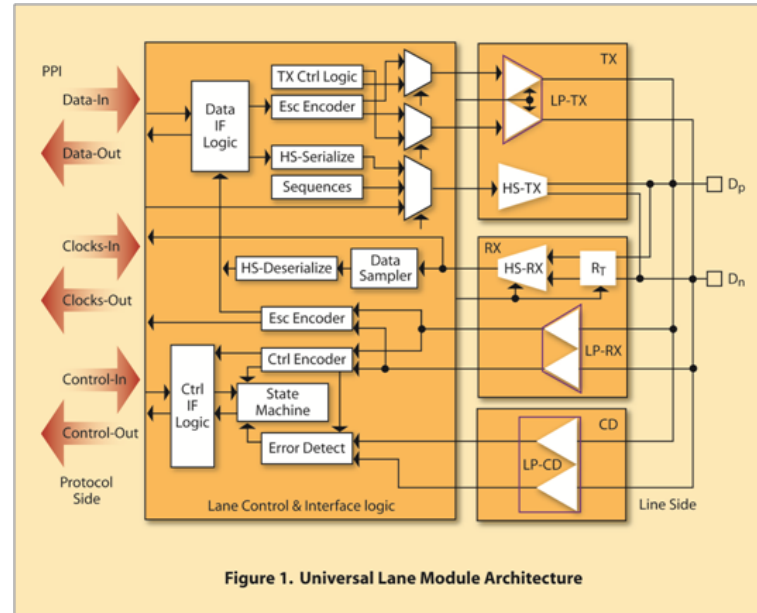 PPI
Data-In
Data-Out
Clocks-In
Clocks-Out
Control-In
Control-Out
Protocol
Side
Data
IF
Logic
TX Ctrl Logic
Esc Encoder
HS-Serialize
Sequences
HS-Deserialize
Data
Sampler
Esc Encoder
Ctrl
IF
Logic
Ctrl Encoder
State
Machine
Error Detect
Lane Control & Interface logic
TX
LP-TX
HS-TX
RX
HS-RX
RT
LP-RX
CD
LP-CD
Dp
Dn
Line Side
Figure 1. Universal Lane Module Architecture